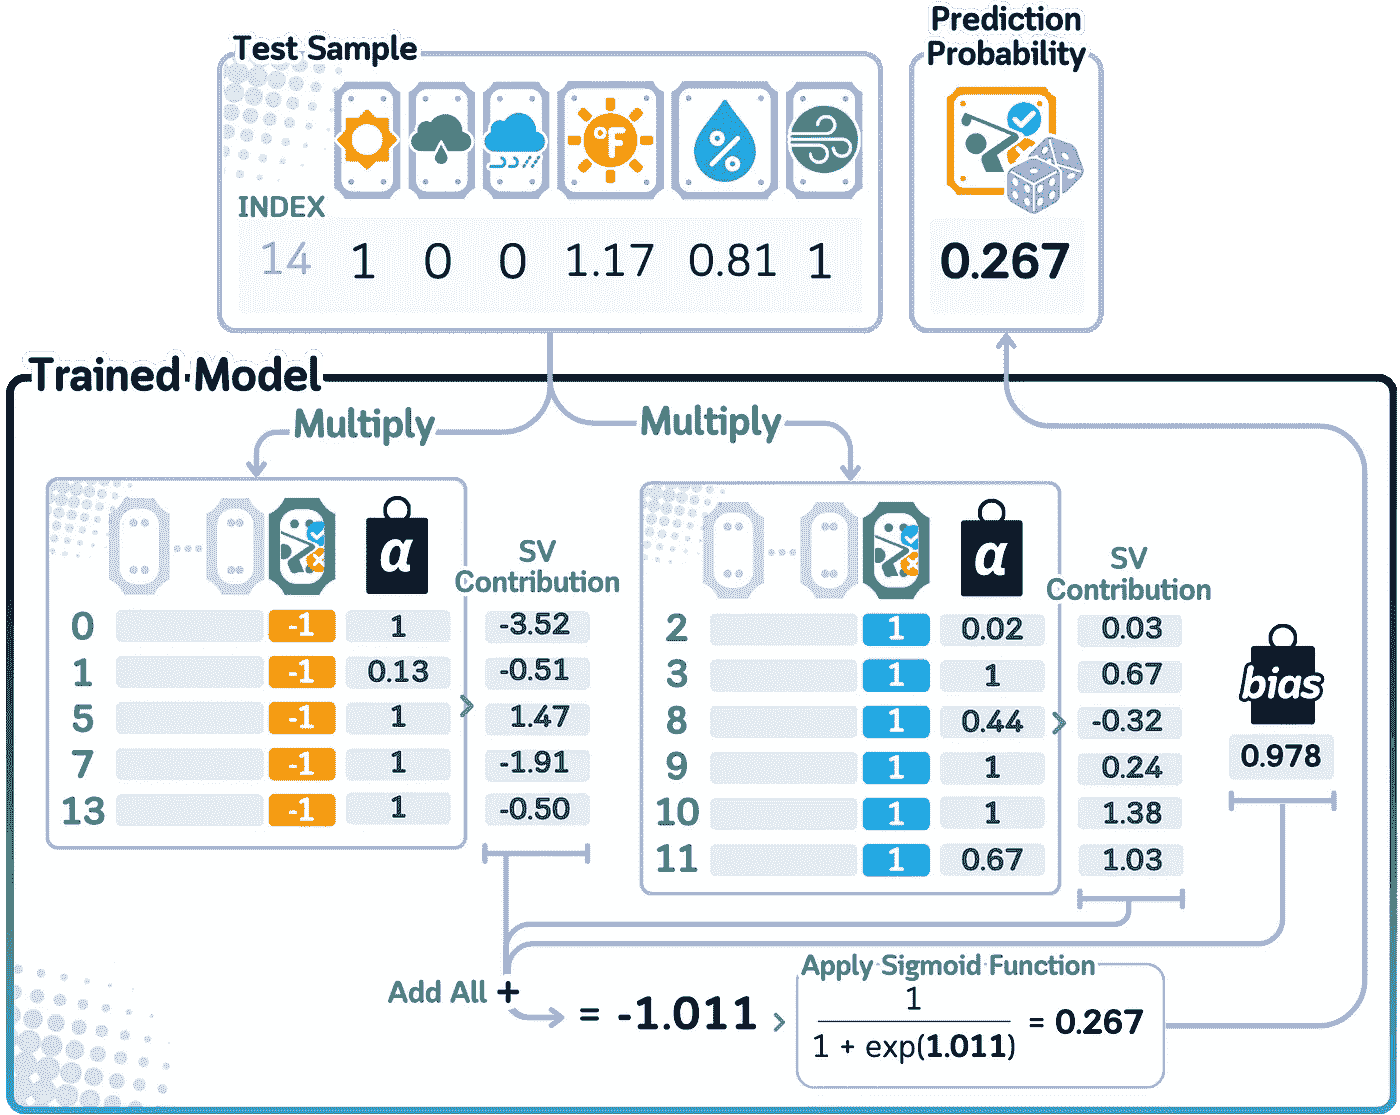 Prediction
Probability
Test Sample
°F
%
INDEX
14 1 0 0 1.17 0.81 1
0.267
Trained Model
Multiply
Multiply
α
SV
Contribution
0 -1 1 -3.52
1 -1 0.13 -0.51
5 -1 1 1.47
7 -1 1 -1.91
13 -1 1 -0.50
α
SV
Contribution
2 1 0.02 0.03
3 1 1 0.67
8 1 0.44 -0.32
9 1 1 0.24
10 1 1 1.38
11 1 0.67 1.03
bias
0.978
Add All +
= -1.011 >
Apply Sigmoid Function
1
1 + exp(1.011)
= 0.267